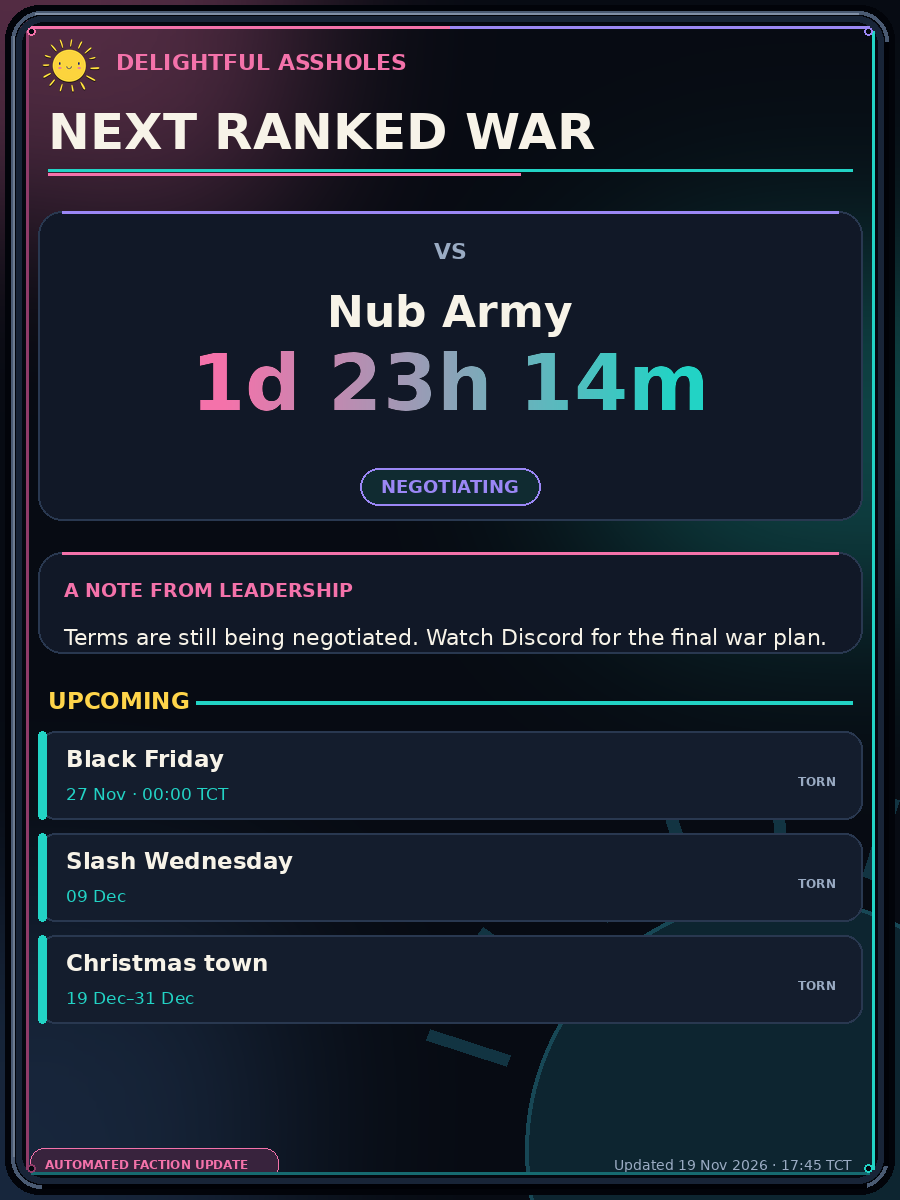 DELIGHTFUL ASSHOLES
NEXT RANKED WAR
VS
Nub Army
1d 23h 14m
NEGOTIATING
A NOTE FROM LEADERSHIP
Terms are still being negotiated. Watch Discord for the final war plan.
UPCOMING
Black Friday
27 Nov · 00:00 TCT
TORN
Slash Wednesday
09 Dec
TORN
Christmas town
19 Dec–31 Dec
TORN
AUTOMATED FACTION UPDATE
Updated 19 Nov 2026 · 17:45 TCT